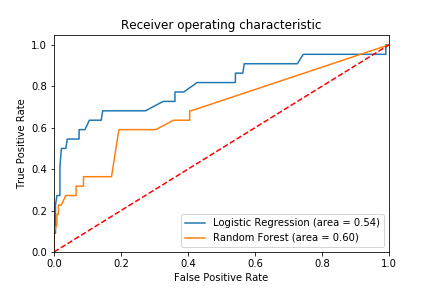 Receiver operating characteristic
True Positive Rate
1.0
0.8
0.6
0.4
0.2
0.0
Logistic Regression (area = 0.54)
Random Forest (area = 0.60)
0.0 0.2 0.4 0.6 0.8 1.0
False Positive Rate